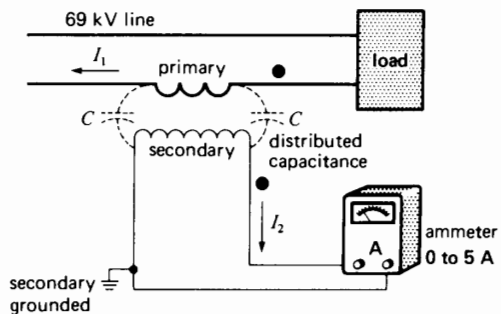 69 kV line
load
I₁
primary
C
C
secondary
distributed
capacitance
I₂
A
ammeter
0 to 5 A
secondary
grounded